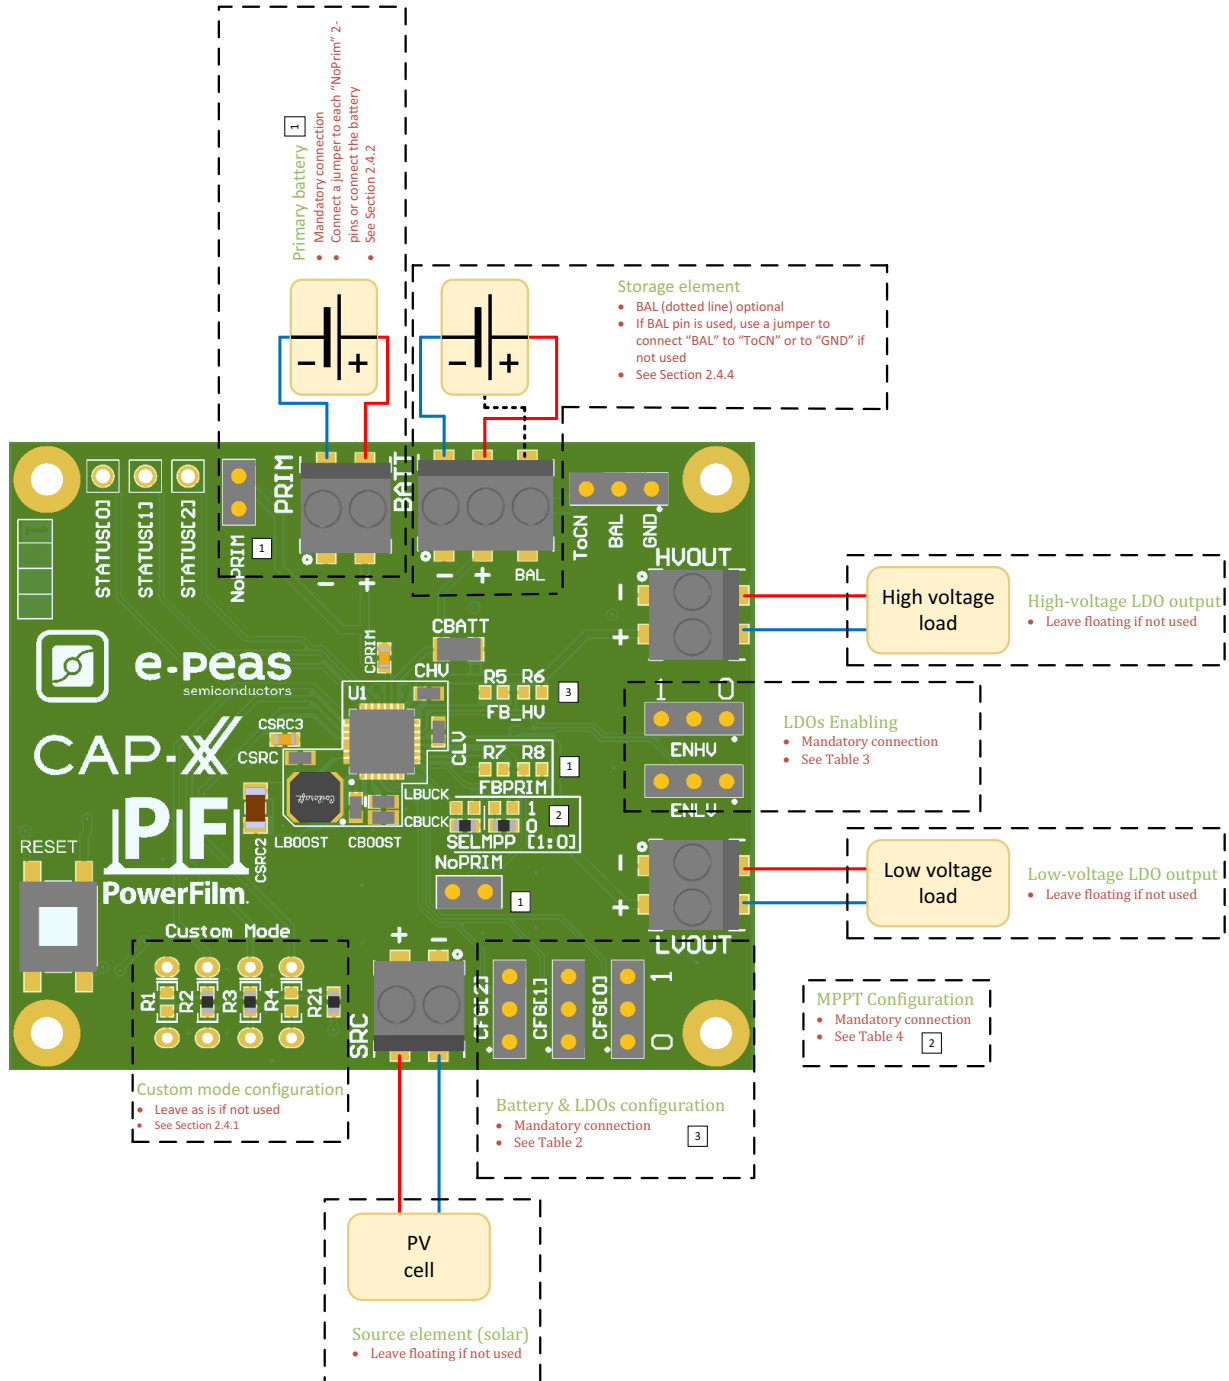 Primary battery
1
• Mandatory connection
• Connect a jumper to each "NoPrim" 2-
pins or connect the battery
• See Section 2.4.2
− +
− +
Storage element
• BAL (dotted line) optional
• If BAL pin is used, use a jumper to
connect "BAL" to "ToCN" or to "GND" if
not used
• See Section 2.4.4
STATUS[0]
STATUS[1]
STATUS[2]
NoPRIM
1
PRIM
− +
BATT
− + BAL
ToCN
BAL
GND
HVOUT
−
+
High voltage
load
High-voltage LDO output
• Leave floating if not used
e-peas
semiconductors
CPRIM
CBATT
CHV
U1
R5 R6
FB_HV
3
1 0
ENHV
ENLV
LDOs Enabling
• Mandatory connection
• See Table 3
CAP-XX
CSRC3
CSRC
CLV
R7 R8
FBPRIM
1
Coilcraft
LBUCK
CBUCK
1
0
2
SELMPP [1:0]
LBOOST
CBOOST
CSRC2
PF
PowerFilm.
RESET
NoPRIM
1
−
+
LVOUT
Low voltage
load
Low-voltage LDO output
• Leave floating if not used
Custom Mode
R1
R2
R3
R4
R21
+ −
SRC
CFG[2]
CFG[1]
CFG[0]
1
0
MPPT Configuration
• Mandatory connection
• See Table 4
2
Custom mode configuration
• Leave as is if not used
• See Section 2.4.1
Battery & LDOs configuration
• Mandatory connection
• See Table 2
3
PV
cell
Source element (solar)
• Leave floating if not used